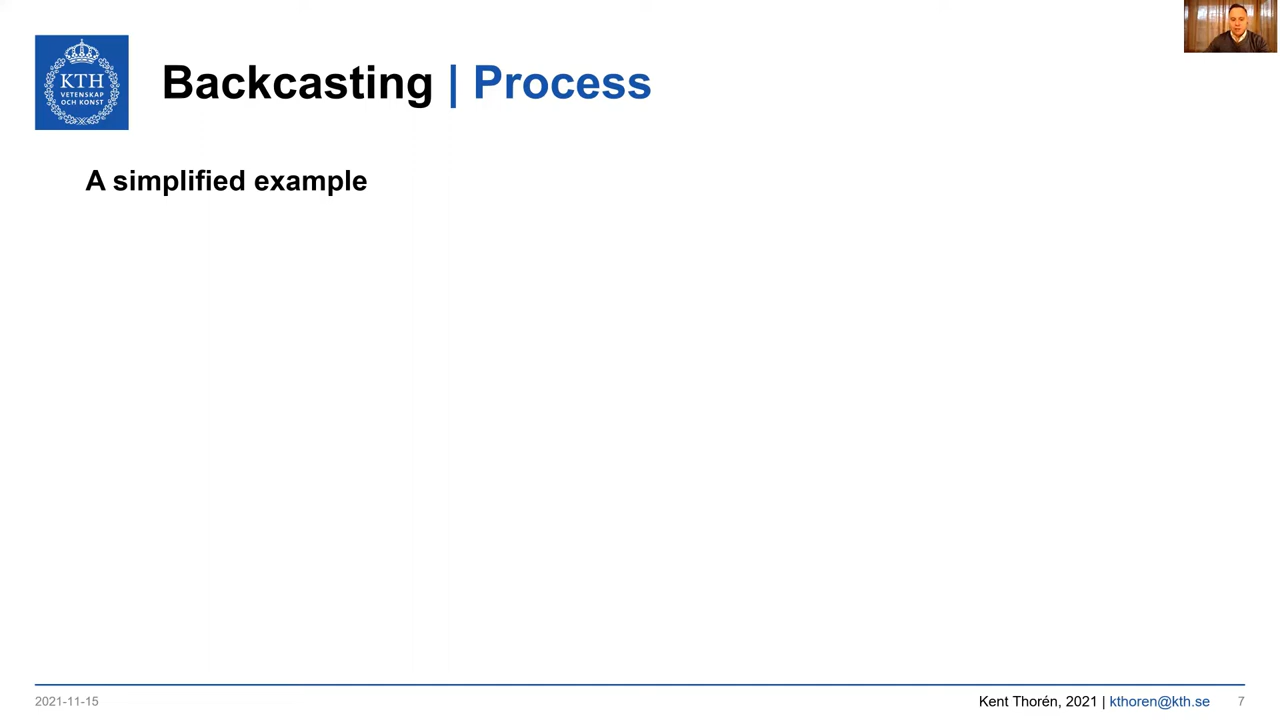 KTH
VETENSKAP
OCH KONST
Backcasting | Process
A simplified example
2021-11-15
Kent Thorén, 2021 | kthoren@kth.se
7